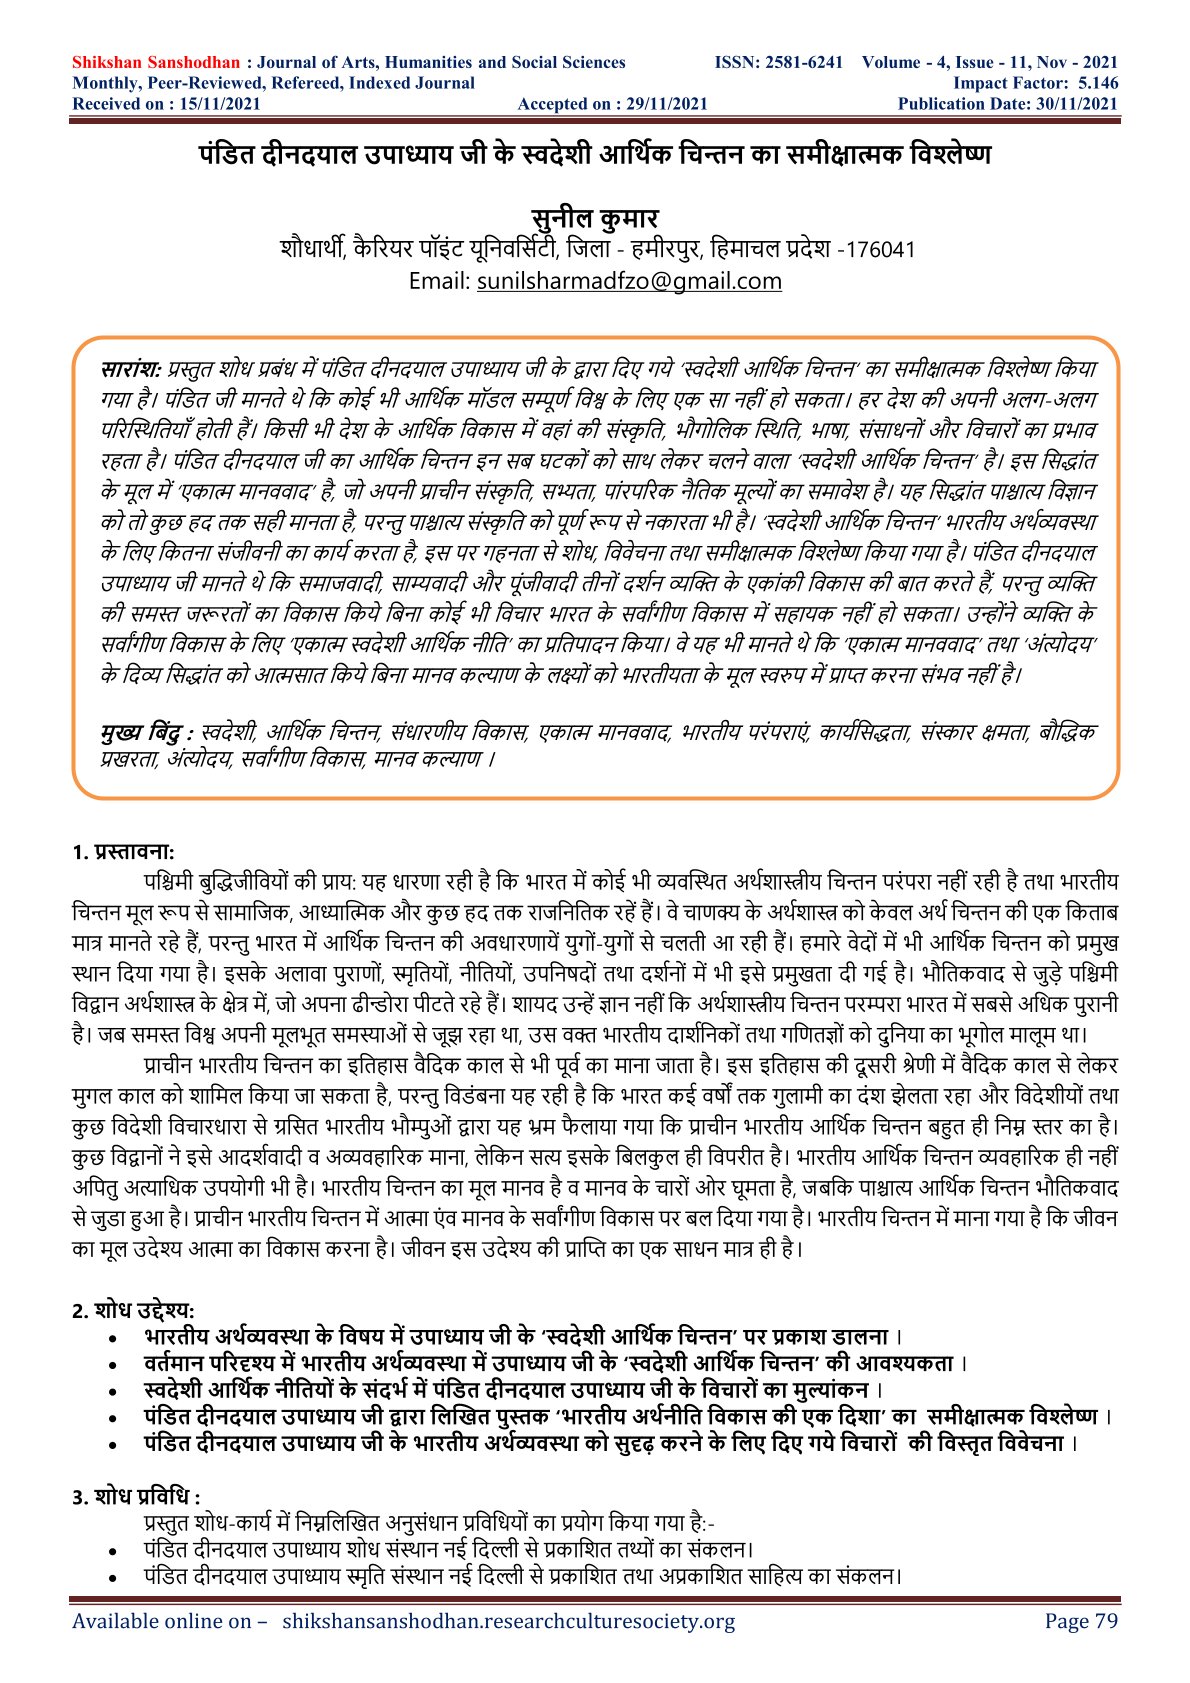 Shikshan Sanshodhan : Journal of Arts, Humanities and Social Sciences ISSN: 2581-6241 Volume - 4, Issue - 11, Nov - 2021
Monthly, Peer-Reviewed, Refereed, Indexed Journal Impact Factor: 5.146
Received on : 15/11/2021 Accepted on : 29/11/2021 Publication Date: 30/11/2021
पंडित दीनदयाल उपाध्याय जी के स्वदेशी आर्थिक चिन्तन का समीक्षात्मक विश्लेष्ण
सुनील कुमार
शौधार्थी, कैरियर पॉइंट यूनिवर्सिटी, जिला - हमीरपुर, हिमाचल प्रदेश -176041
Email: sunilsharmadfzo@gmail.com
सारांश: प्रस्तुत शोध प्रबंध में पंडित दीनदयाल उपाध्याय जी के द्वारा दिए गये ‘स्वदेशी आर्थिक चिन्तन’ का समीक्षात्मक विश्लेष्ण किया
गया है। पंडित जी मानते थे कि कोई भी आर्थिक मॉडल सम्पूर्ण विश्व के लिए एक सा नहीं हो सकता। हर देश की अपनी अलग-अलग
परिस्थितियाँ होती हैं। किसी भी देश के आर्थिक विकास में वहां की संस्कृति, भौगोलिक स्थिति, भाषा, संसाधनों और विचारों का प्रभाव
रहता है। पंडित दीनदयाल जी का आर्थिक चिन्तन इन सब घटकों को साथ लेकर चलने वाला ‘स्वदेशी आर्थिक चिन्तन’ है। इस सिद्धांत
के मूल में ‘एकात्म मानववाद’ है, जो अपनी प्राचीन संस्कृति, सभ्यता, पांरपरिक नैतिक मूल्यों का समावेश है। यह सिद्धांत पाश्चात्य विज्ञान
को तो कुछ हद तक सही मानता है, परन्तु पाश्चात्य संस्कृति को पूर्ण रूप से नकारता भी है। ‘स्वदेशी आर्थिक चिन्तन’ भारतीय अर्थव्यवस्था
के लिए कितना संजीवनी का कार्य करता है, इस पर गहनता से शोध, विवेचना तथा समीक्षात्मक विश्लेष्ण किया गया है। पंडित दीनदयाल
उपाध्याय जी मानते थे कि समाजवादी, साम्यवादी और पूंजीवादी तीनों दर्शन व्यक्ति के एकांकी विकास की बात करते हैं, परन्तु व्यक्ति
की समस्त जरूरतों का विकास किये बिना कोई भी विचार भारत के सर्वांगीण विकास में सहायक नहीं हो सकता। उन्होंने व्यक्ति के
सर्वांगीण विकास के लिए ‘एकात्म स्वदेशी आर्थिक नीति’ का प्रतिपादन किया। वे यह भी मानते थे कि ‘एकात्म मानववाद’ तथा ‘अंत्योदय’
के दिव्य सिद्धांत को आत्मसात किये बिना मानव कल्याण के लक्ष्यों को भारतीयता के मूल स्वरुप में प्राप्त करना संभव नहीं है।
मुख्य बिंदु : स्वदेशी, आर्थिक चिन्तन, संधारणीय विकास, एकात्म मानववाद, भारतीय परंपराएं, कार्यसिद्धता, संस्कार क्षमता, बौद्धिक
प्रखरता, अंत्योदय, सर्वांगीण विकास, मानव कल्याण ।
1. प्रस्तावना:
पश्चिमी बुद्धिजीवियों की प्राय: यह धारणा रही है कि भारत में कोई भी व्यवस्थित अर्थशास्त्रीय चिन्तन परंपरा नहीं रही है तथा भारतीय
चिन्तन मूल रूप से सामाजिक, आध्यात्मिक और कुछ हद तक राजनितिक रहें हैं। वे चाणक्य के अर्थशास्त्र को केवल अर्थ चिन्तन की एक किताब
मात्र मानते रहे हैं, परन्तु भारत में आर्थिक चिन्तन की अवधारणायें युगों-युगों से चलती आ रही हैं। हमारे वेदों में भी आर्थिक चिन्तन को प्रमुख
स्थान दिया गया है। इसके अलावा पुराणों, स्मृतियों, नीतियों, उपनिषदों तथा दर्शनों में भी इसे प्रमुखता दी गई है। भौतिकवाद से जुड़े पश्चिमी
विद्वान अर्थशास्त्र के क्षेत्र में, जो अपना ढीन्डोरा पीटते रहे हैं। शायद उन्हें ज्ञान नहीं कि अर्थशास्त्रीय चिन्तन परम्परा भारत में सबसे अधिक पुरानी
है। जब समस्त विश्व अपनी मूलभूत समस्याओं से जूझ रहा था, उस वक्त भारतीय दार्शनिकों तथा गणितज्ञों को दुनिया का भूगोल मालूम था।
प्राचीन भारतीय चिन्तन का इतिहास वैदिक काल से भी पूर्व का माना जाता है। इस इतिहास की दूसरी श्रेणी में वैदिक काल से लेकर
मुगल काल को शामिल किया जा सकता है, परन्तु विडंबना यह रही है कि भारत कई वर्षों तक गुलामी का दंश झेलता रहा और विदेशीयों तथा
कुछ विदेशी विचारधारा से ग्रसित भारतीय भौम्पुओं द्वारा यह भ्रम फैलाया गया कि प्राचीन भारतीय आर्थिक चिन्तन बहुत ही निम्न स्तर का है।
कुछ विद्वानों ने इसे आदर्शवादी व अव्यवहारिक माना, लेकिन सत्य इसके बिलकुल ही विपरीत है। भारतीय आर्थिक चिन्तन व्यवहारिक ही नहीं
अपितु अत्याधिक उपयोगी भी है। भारतीय चिन्तन का मूल मानव है व मानव के चारों ओर घूमता है, जबकि पाश्चात्य आर्थिक चिन्तन भौतिकवाद
से जुडा हुआ है। प्राचीन भारतीय चिन्तन में आत्मा एंव मानव के सर्वांगीण विकास पर बल दिया गया है। भारतीय चिन्तन में माना गया है कि जीवन
का मूल उदेश्य आत्मा का विकास करना है। जीवन इस उदेश्य की प्राप्ति का एक साधन मात्र ही है।
2. शोध उद्देश्य:
• भारतीय अर्थव्यवस्था के विषय में उपाध्याय जी के ‘स्वदेशी आर्थिक चिन्तन’ पर प्रकाश डालना ।
• वर्तमान परिदृश्य में भारतीय अर्थव्यवस्था में उपाध्याय जी के ‘स्वदेशी आर्थिक चिन्तन’ की आवश्यकता ।
• स्वदेशी आर्थिक नीतियों के संदर्भ में पंडित दीनदयाल उपाध्याय जी के विचारों का मुल्यांकन ।
• पंडित दीनदयाल उपाध्याय जी द्वारा लिखित पुस्तक ‘भारतीय अर्थनीति विकास की एक दिशा’ का समीक्षात्मक विश्लेष्ण ।
• पंडित दीनदयाल उपाध्याय जी के भारतीय अर्थव्यवस्था को सुदृढ़ करने के लिए दिए गये विचारों की विस्तृत विवेचना ।
3. शोध प्रविधि :
प्रस्तुत शोध-कार्य में निम्नलिखित अनुसंधान प्रविधियों का प्रयोग किया गया है:-
• पंडित दीनदयाल उपाध्याय शोध संस्थान नई दिल्ली से प्रकाशित तथ्यों का संकलन।
• पंडित दीनदयाल उपाध्याय स्मृति संस्थान नई दिल्ली से प्रकाशित तथा अप्रकाशित साहित्य का संकलन।
Available online on – shikshansanshodhan.researchculturesociety.org Page 79